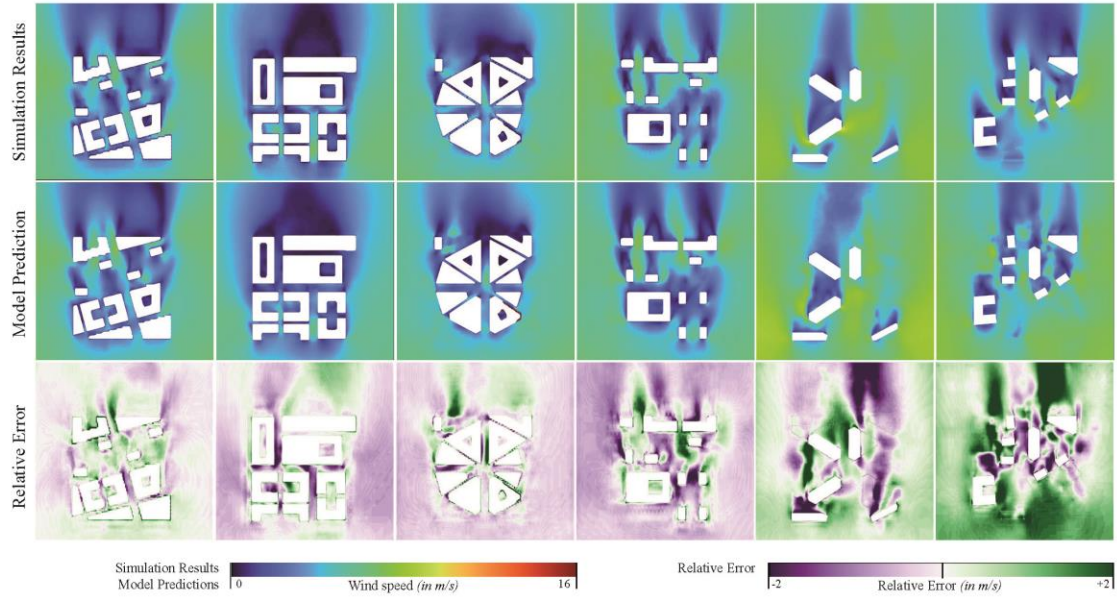 Simulation Results
Model Prediction
Relative Error
Simulation Results
Model Predictions
0
Wind speed (in m/s)
16
Relative Error
-2
Relative Error (in m/s)
+2